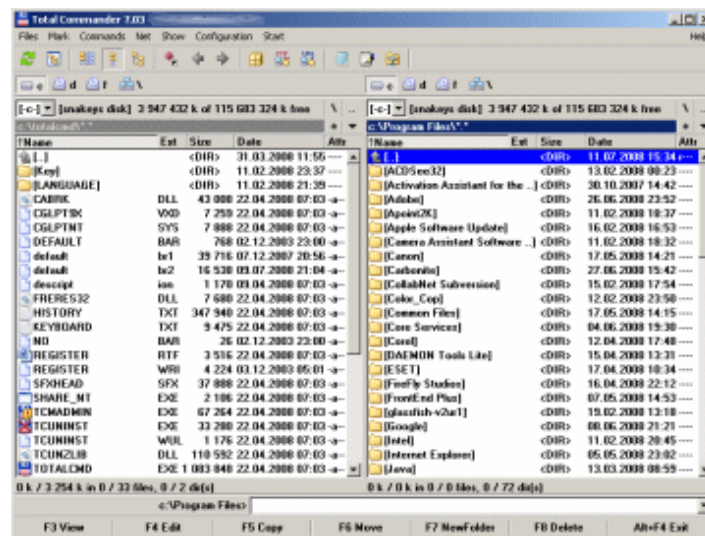 Total Commander 7.03
Files Mark Commands Net Show Configuration Start Help
c d f \ c d f \
[-c-] [unakeys disk] 3 947 432 k of 115 603 324 k free \ .. [-c-] [unakeys disk] 3 947 432 k of 115 603 324 k free \ ..
c:\totalcmd\*.* c:\Program Files\*.*
↑Name Ext Size Date Attr ↑Name Ext Size Date Attr
[..] <DIR> 31.03.2008 11:55 ---- [..] <DIR> 11.07.2008 15:34
[Key] <DIR> 11.02.2008 23:37 ---- [ACDSee32] <DIR> 13.02.2008 00:23 ----
[LANGUAGE] <DIR> 11.02.2008 21:39 ---- [Activation Assistant for the ..] <DIR> 30.10.2007 14:42 ----
CABRK DLL 43 008 22.04.2008 07:03 -a-- [Adobe] <DIR> 26.06.2008 23:52 ----
CGLPT9X VXD 7 259 22.04.2008 07:03 -a-- [Apoint2K] <DIR> 11.02.2008 18:37 ----
CGLPTNT SYS 7 888 22.04.2008 07:03 -a-- [Apple Software Update] <DIR> 16.02.2008 16:53 ----
DEFAULT BAR 768 02.12.2003 23:00 -a-- [Camera Assistant Software ..] <DIR> 11.02.2008 18:32 ----
default br1 39 716 07.12.2007 20:56 -a-- [Canon] <DIR> 17.05.2008 14:21 ----
default br2 16 530 09.07.2008 21:04 -a-- [Carbonite] <DIR> 27.06.2008 15:42 ----
descript ion 1 170 09.04.2008 07:03 -a-- [CollabNet Subversion] <DIR> 15.02.2008 17:54 ----
FRERES32 DLL 7 680 22.04.2008 07:03 -a-- [Color_Cop] <DIR> 12.02.2008 23:50 ----
HISTORY TXT 347 940 22.04.2008 07:03 -a-- [Common Files] <DIR> 17.05.2008 14:15 ----
KEYBOARD TXT 9 475 22.04.2008 07:03 -a-- [Core Services] <DIR> 04.06.2008 19:30 ----
NO BAR 26 02.12.2003 23:00 -a-- [Corel] <DIR> 12.04.2008 17:40 ----
REGISTER RTF 3 516 22.04.2008 07:03 -a-- [DAEMON Tools Lite] <DIR> 15.04.2008 13:31 ----
REGISTER WRI 4 224 03.12.2003 05:01 -a-- [ESET] <DIR> 17.04.2008 10:34 ----
SFXHEAD SFX 37 888 22.04.2008 07:03 -a-- [FireFly Studios] <DIR> 16.04.2008 22:12 ----
SHARE_NT EXE 2 106 22.04.2008 07:03 -a-- [FrontEnd Plus] <DIR> 07.05.2008 14:53 ----
TCMADMIN EXE 67 264 22.04.2008 07:03 -a-- [glassfish-v2ur1] <DIR> 19.02.2008 13:10 ----
TCUNINST EXE 33 280 22.04.2008 07:03 -a-- [Google] <DIR> 08.06.2008 21:21 ----
TCUNINST WUL 1 176 22.04.2008 07:03 -a-- [Intel] <DIR> 11.02.2008 20:45 ----
TCUNZLIB DLL 110 592 22.04.2008 07:03 -a-- [Internet Explorer] <DIR> 05.05.2008 23:02 ----
TOTALCMD EXE 1 083 848 22.04.2008 07:03 -a-- [Java] <DIR> 13.03.2008 08:59 ----
0 k / 3 254 k in 0 / 33 files, 0 / 2 dir(s) 0 k / 0 k in 0 / 0 files, 0 / 72 dir(s)
c:\Program Files>
F3 View F4 Edit F5 Copy F6 Move F7 NewFolder F8 Delete Alt+F4 Exit